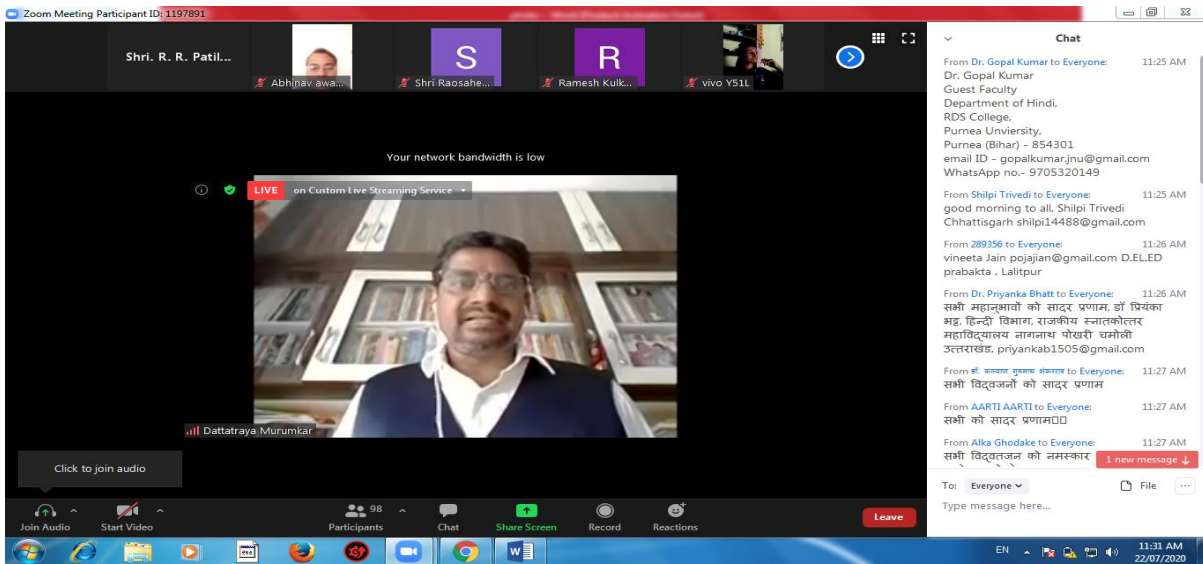 Zoom Meeting Participant ID: 1197891
Shri. R. R. Patil...
Abhinav awa...
S
Shri Raosahe...
R
Ramesh Kulk...
vivo Y51L
Your network bandwidth is low
LIVE on Custom Live Streaming Service
Dattatraya Murumkar
Click to join audio
Join Audio
Start Video
98
Participants
Chat
Share Screen
Record
Reactions
Leave
Chat
From Dr. Gopal Kumar to Everyone: 11:25 AM
Dr. Gopal Kumar
Guest Faculty
Department of Hindi,
RDS College,
Purnea Unviersity,
Purnea (Bihar) - 854301
email ID - gopalkumar.jnu@gmail.com
WhatsApp no.- 9705320149
From Shilpi Trivedi to Everyone: 11:25 AM
good morning to all, Shilpi Trivedi
Chhattisgarh shilpi14488@gmail.com
From 289356 to Everyone: 11:26 AM
vineeta Jain pojajian@gmail.com D.EL.ED
prabakta . Lalitpur
From Dr. Priyanka Bhatt to Everyone: 11:26 AM
सभी महानुभावों को सादर प्रणाम, डॉ प्रियंका
भट्ट, हिन्दी विभाग, राजकीय स्नातकोत्तर
महाविद्यालय नागनाथ पोखरी चमोली
उत्तराखंड, priyankab1505@gmail.com
From to Everyone: 11:27 AM
सभी विद्वजनों को सादर प्रणाम
From AARTI AARTI to Everyone: 11:27 AM
सभी को सादर प्रणाम
From Alka Ghodake to Everyone: 11:27 AM
सभी विद्वतजन को नमस्कार
1 new message
To: Everyone
File
Type message here...
EN
11:31 AM
22/07/2020